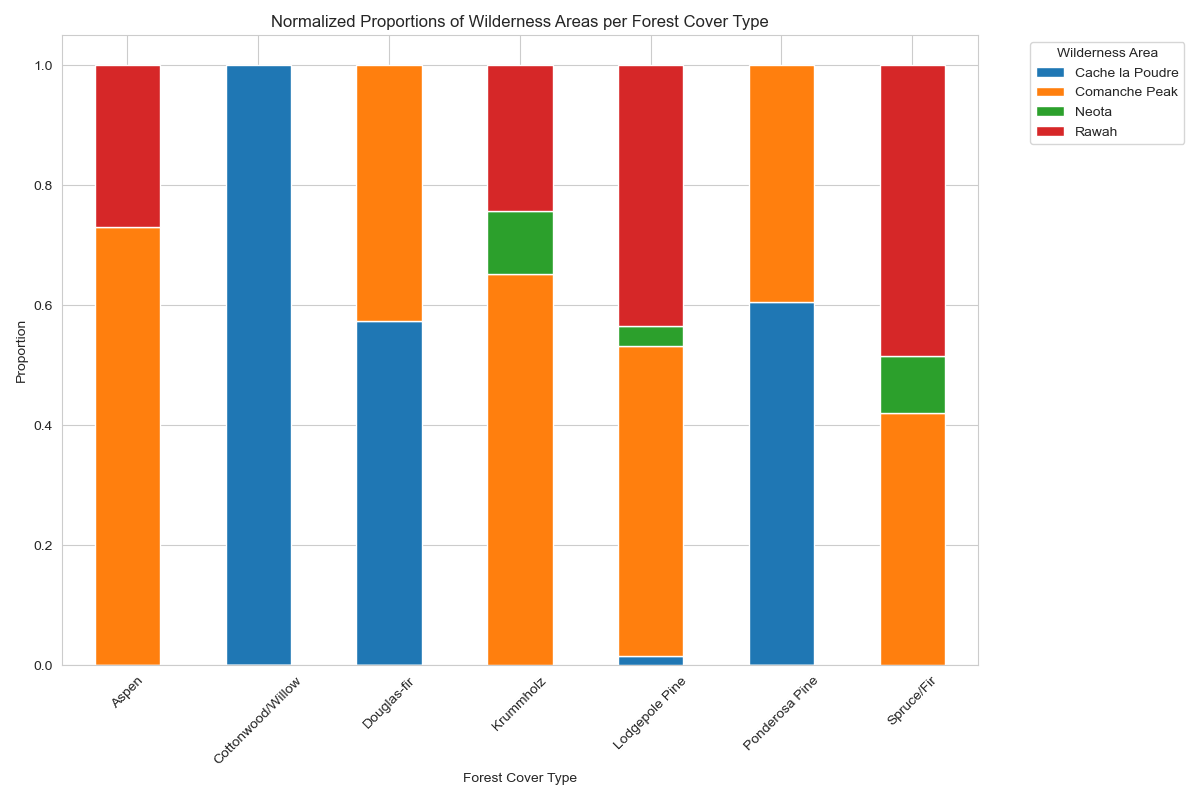 Normalized Proportions of Wilderness Areas per Forest Cover Type
Wilderness Area
Cache la Poudre
Comanche Peak
Neota
Rawah
Proportion
1.0
0.8
0.6
0.4
0.2
0.0
Aspen
Cottonwood/Willow
Douglas-fir
Krummholz
Lodgepole Pine
Ponderosa Pine
Spruce/Fir
Forest Cover Type